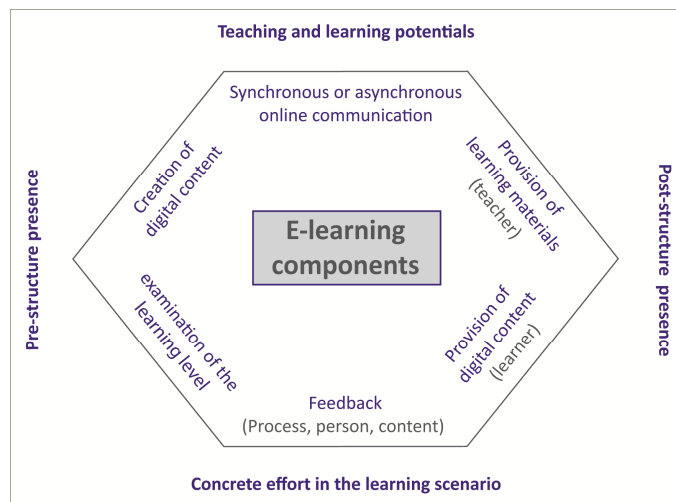 Teaching and learning potentials
Synchronous or asynchronous
online communication
Creation of
digital content
Provision of
learning materials
(teacher)
Pre-structure presence
Post-structure presence
E-learning
components
examination of the
learning level
Provision of
digital content
(learner)
Feedback
(Process, person, content)
Concrete effort in the learning scenario